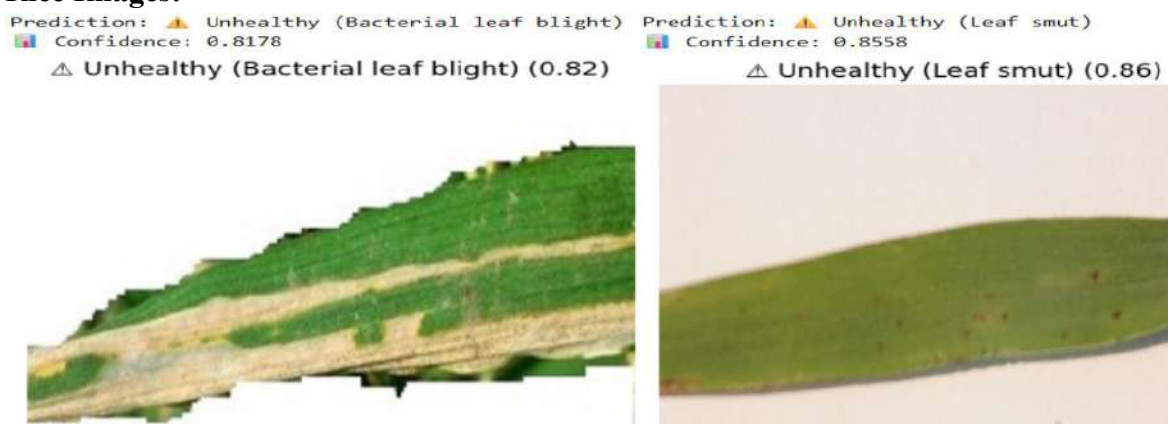 Prediction: ⚠️ Unhealthy (Bacterial leaf blight)
📊 Confidence: 0.8178
⚠ Unhealthy (Bacterial leaf blight) (0.82)
Prediction: ⚠️ Unhealthy (Leaf smut)
📊 Confidence: 0.8558
⚠ Unhealthy (Leaf smut) (0.86)